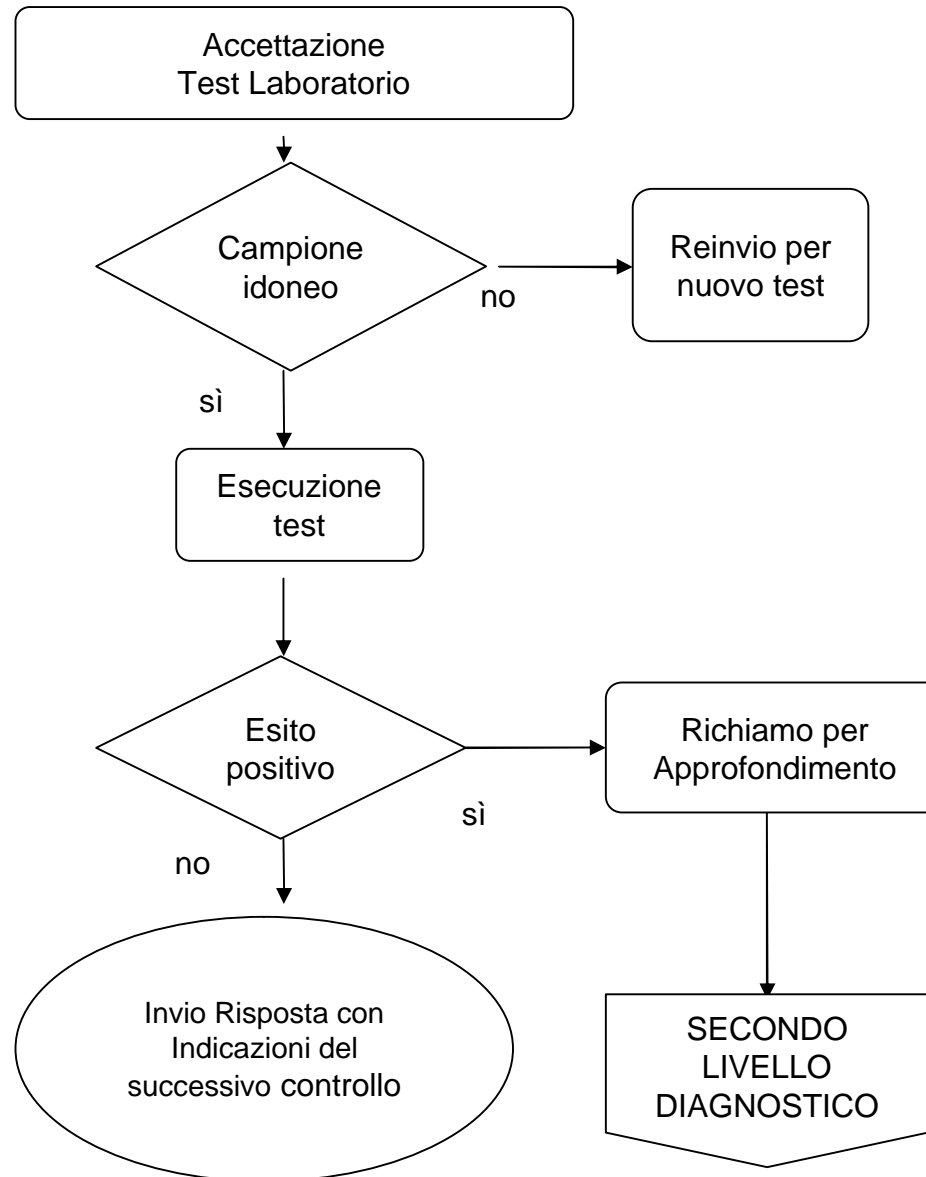 Accettazione
Test Laboratorio
Campione
idoneo
no
Reinvio per
nuovo test
sì
Esecuzione
test
Esito
positivo
sì
Richiamo per
Approfondimento
no
Invio Risposta con
Indicazioni del
successivo controllo
SECONDO
LIVELLO
DIAGNOSTICO